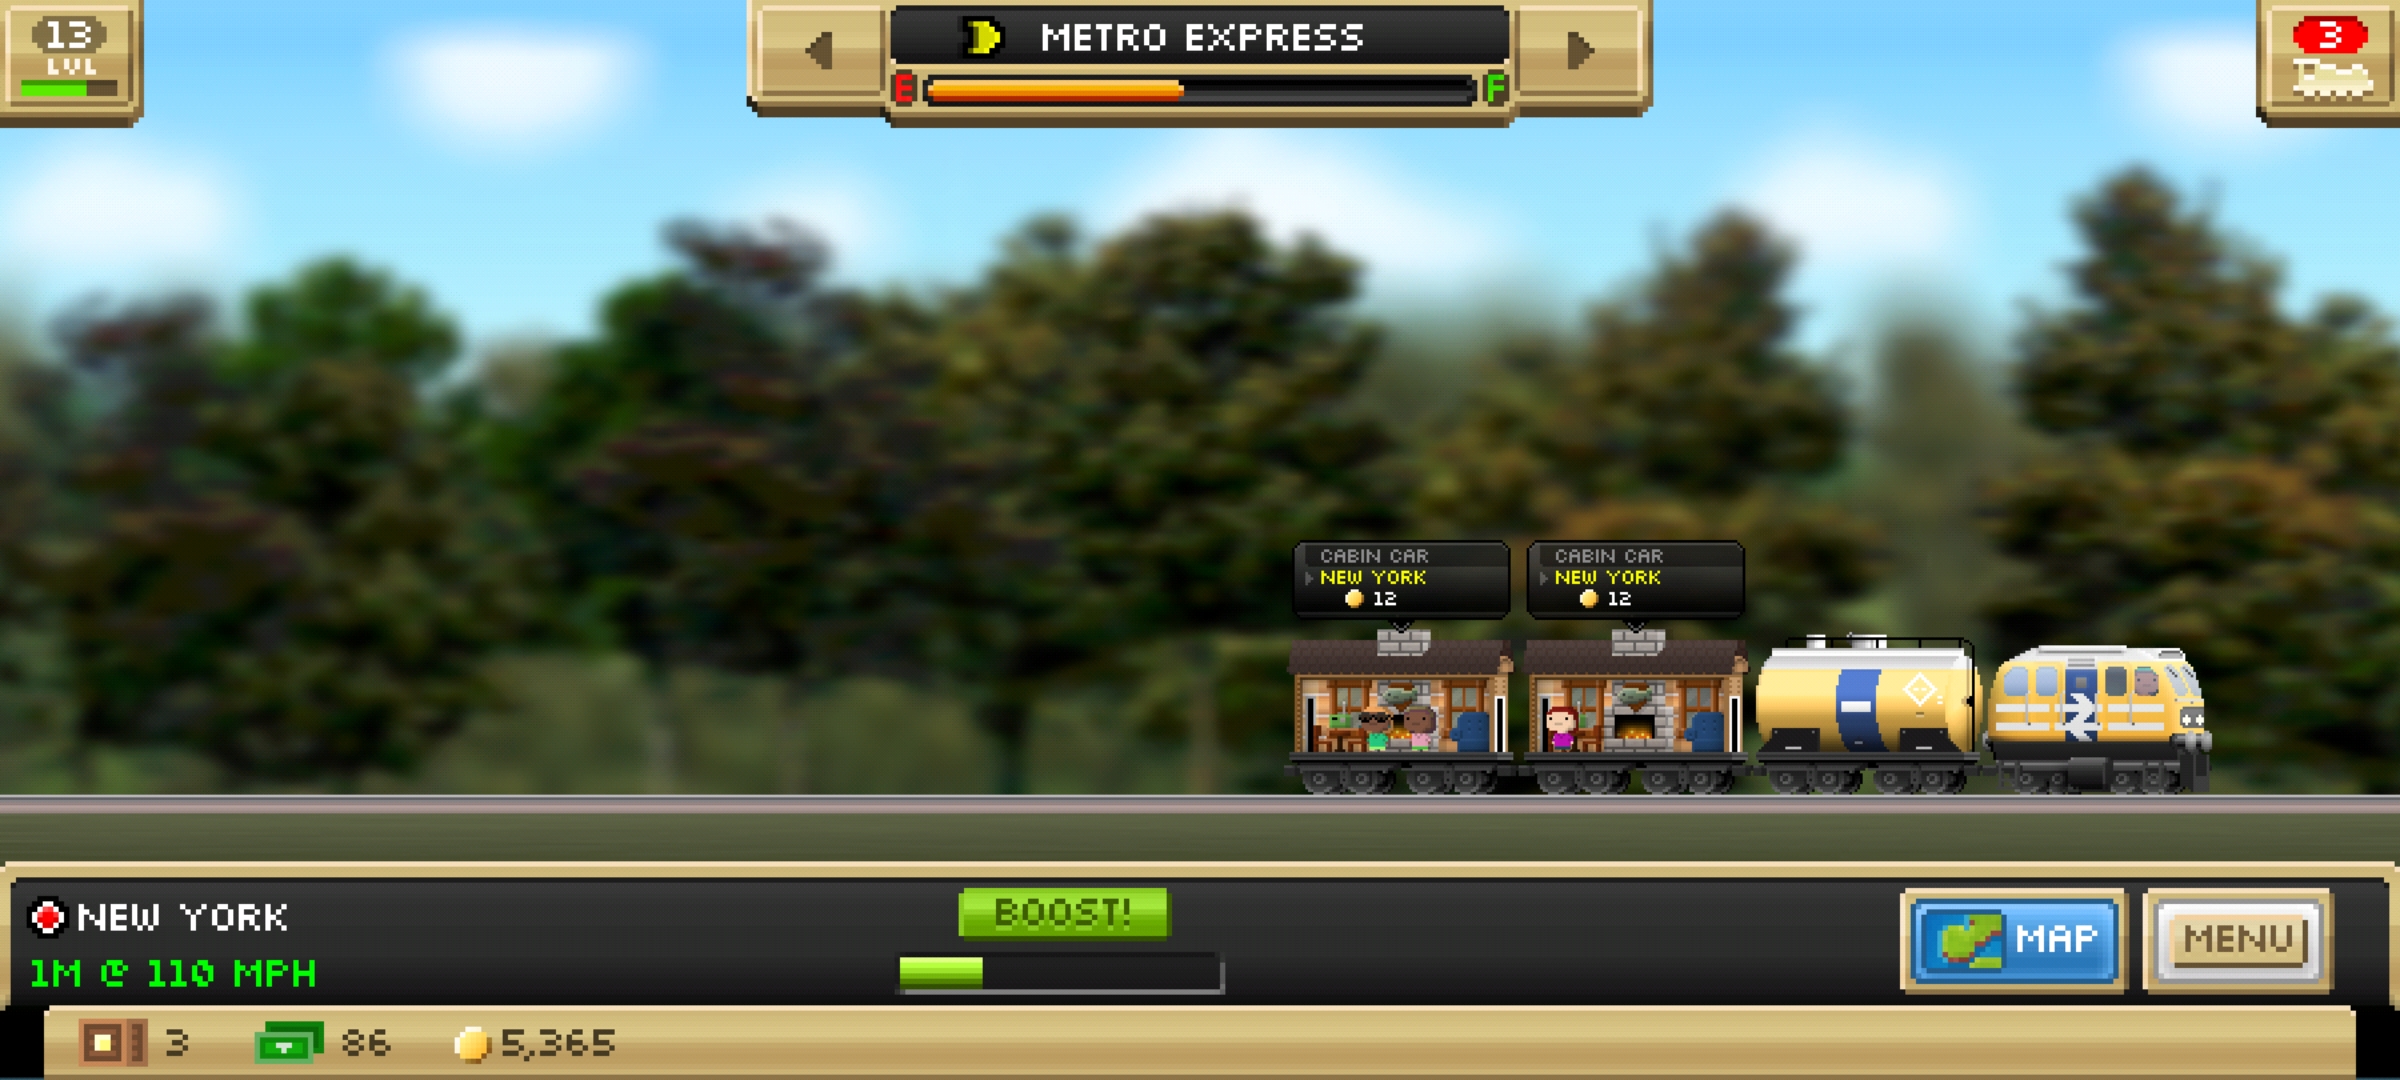 13
LVL
METRO EXPRESS
E
F
3
CABIN CAR
NEW YORK
12
CABIN CAR
NEW YORK
12
NEW YORK
1M @ 110 MPH
BOOST!
MAP
MENU
3
86
5,365